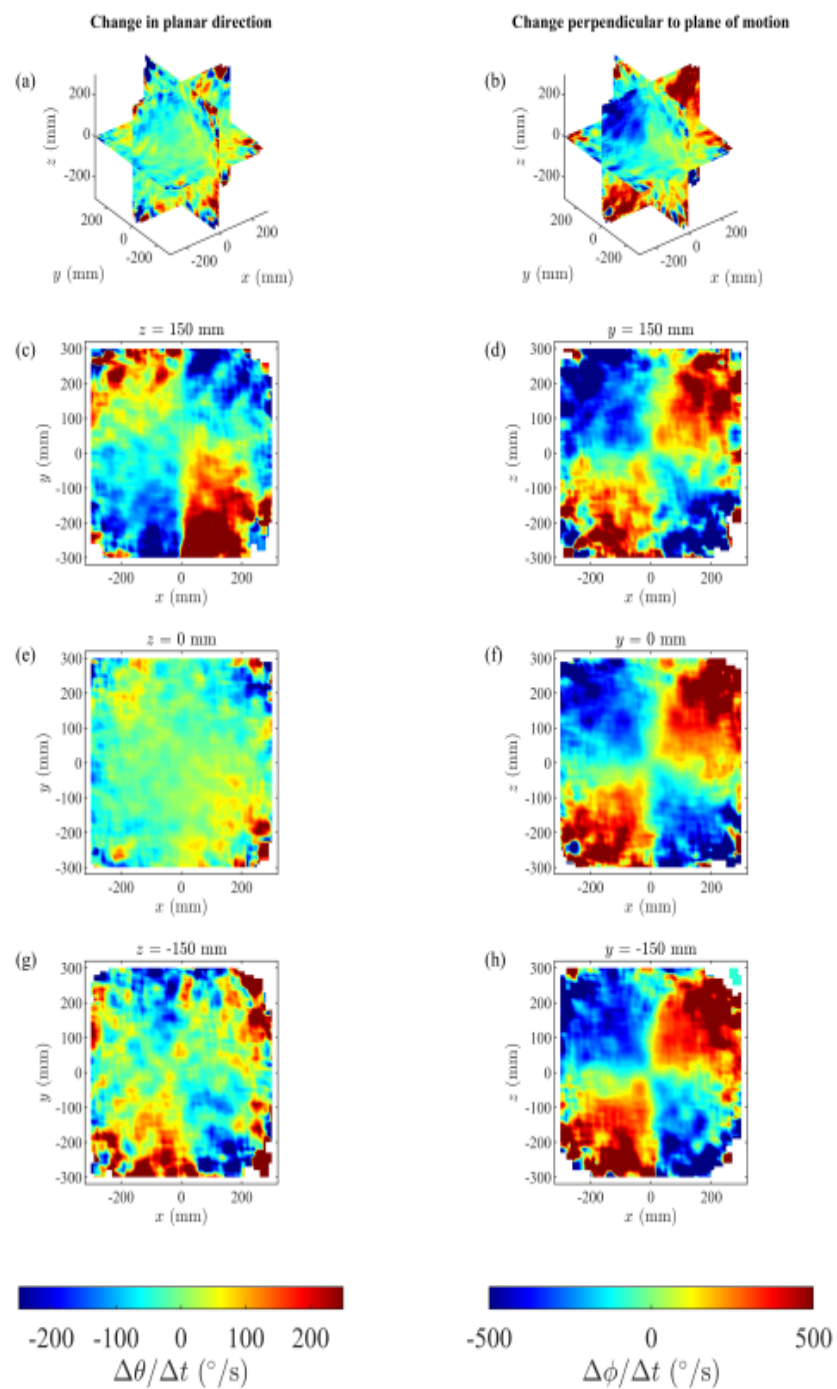 Change in planar direction
Change perpendicular to plane of motion
(a)
200
0
-200
z (mm)
200
0
-200
y (mm)
-200
0
200
x (mm)
(b)
200
0
-200
z (mm)
200
0
-200
y (mm)
-200
0
200
x (mm)
(c)
z = 150 mm
300
200
100
0
-100
-200
-300
y (mm)
-200 0 200
x (mm)
(d)
y = 150 mm
300
200
100
0
-100
-200
-300
z (mm)
-200 0 200
x (mm)
(e)
z = 0 mm
300
200
100
0
-100
-200
-300
y (mm)
-200 0 200
x (mm)
(f)
y = 0 mm
300
200
100
0
-100
-200
-300
z (mm)
-200 0 200
x (mm)
(g)
z = -150 mm
300
200
100
0
-100
-200
-300
y (mm)
-200 0 200
x (mm)
(h)
y = -150 mm
300
200
100
0
-100
-200
-300
z (mm)
-200 0 200
x (mm)
-200 -100 0 100 200
Δθ/Δt (°/s)
-500 0 500
Δϕ/Δt (°/s)